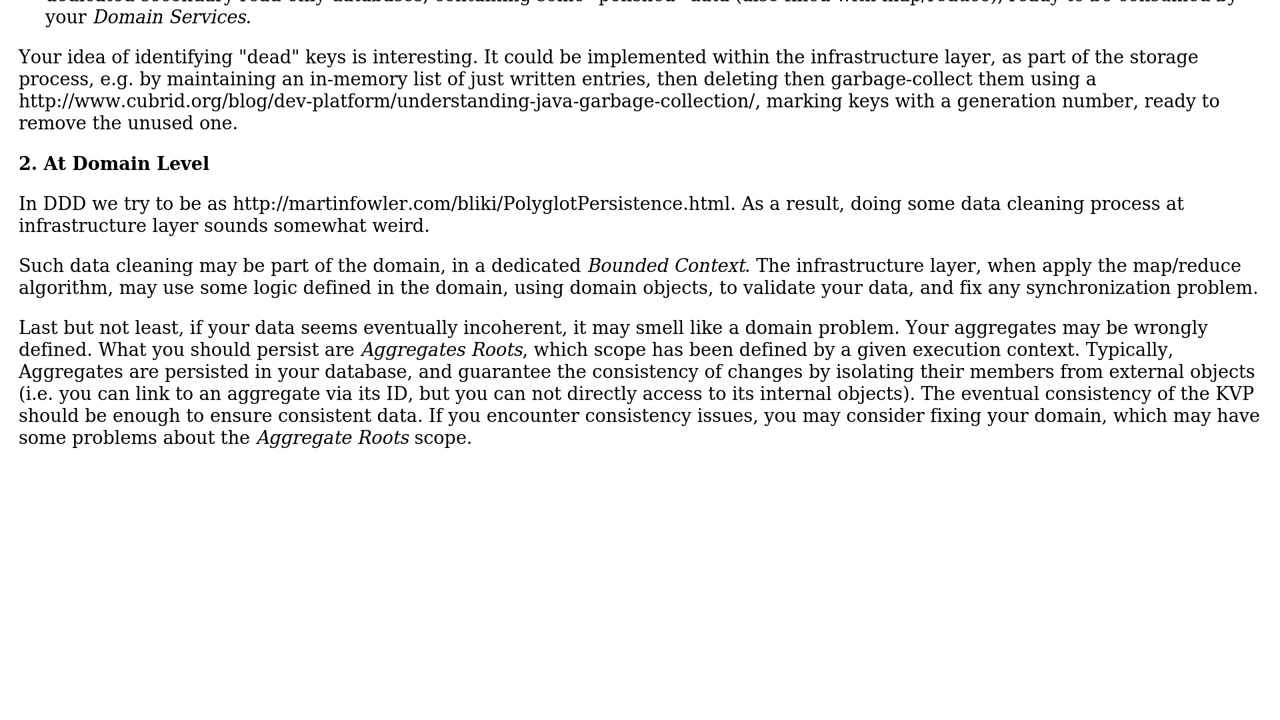 your Domain Services.
Your idea of identifying "dead" keys is interesting. It could be implemented within the infrastructure layer, as part of the storage
process, e.g. by maintaining an in-memory list of just written entries, then deleting then garbage-collect them using a
http://www.cubrid.org/blog/dev-platform/understanding-java-garbage-collection/, marking keys with a generation number, ready to
remove the unused one.
2. At Domain Level
In DDD we try to be as http://martinfowler.com/bliki/PolyglotPersistence.html. As a result, doing some data cleaning process at
infrastructure layer sounds somewhat weird.
Such data cleaning may be part of the domain, in a dedicated Bounded Context. The infrastructure layer, when apply the map/reduce
algorithm, may use some logic defined in the domain, using domain objects, to validate your data, and fix any synchronization problem.
Last but not least, if your data seems eventually incoherent, it may smell like a domain problem. Your aggregates may be wrongly
defined. What you should persist are Aggregates Roots, which scope has been defined by a given execution context. Typically,
Aggregates are persisted in your database, and guarantee the consistency of changes by isolating their members from external objects
(i.e. you can link to an aggregate via its ID, but you can not directly access to its internal objects). The eventual consistency of the KVP
should be enough to ensure consistent data. If you encounter consistency issues, you may consider fixing your domain, which may have
some problems about the Aggregate Roots scope.